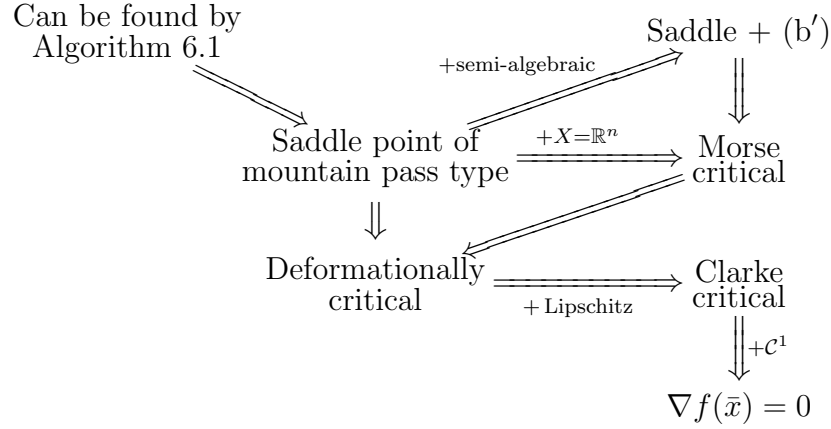 Can be found by
Algorithm 6.1
Saddle + (b′)
+semi-algebraic
Saddle point of
mountain pass type
+X=ℝⁿ
Morse
critical
Deformationally
critical
+ Lipschitz
Clarke
critical
+𝒞¹
∇f(x̄) = 0